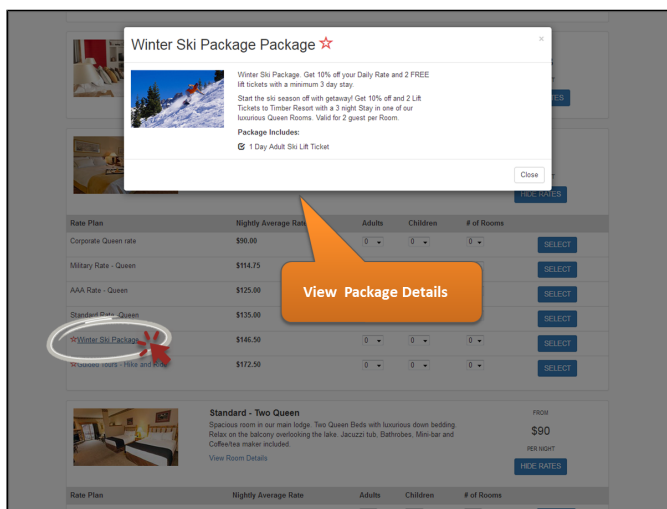 Winter Ski Package Package
×
Winter Ski Package. Get 10% off your Daily Rate and 2 FREE
lift tickets with a minimum 3 day stay.
Start the ski season off with getaway! Get 10% off and 2 Lift
Tickets to Timber Resort with a 3 night Stay in one of our
luxurious Queen Rooms. Valid for 2 guest per Room.
Package Includes:
1 Day Adult Ski Lift Ticket
Close
HIDE RATES
Rate Plan Nightly Average Rate Adults Children # of Rooms
Corporate Queen rate $90.00 0 0 0 SELECT
Military Rate - Queen $114.75 SELECT
AAA Rate - Queen $125.00 SELECT
Standard Rate -Queen $135.00 SELECT
Winter Ski Package $146.50 0 0 0 SELECT
Guided Tours - Hike and Ride $172.50 0 0 0 SELECT
View Package Details
Standard - Two Queen
Spacious room in our main lodge. Two Queen Beds with luxurious down bedding.
Relax on the balcony overlooking the lake. Jacuzzi tub, Bathrobes, Mini-bar and
Coffee/tea maker included.
View Room Details
FROM
$90
PER NIGHT
HIDE RATES
Rate Plan Nightly Average Rate Adults Children # of Rooms